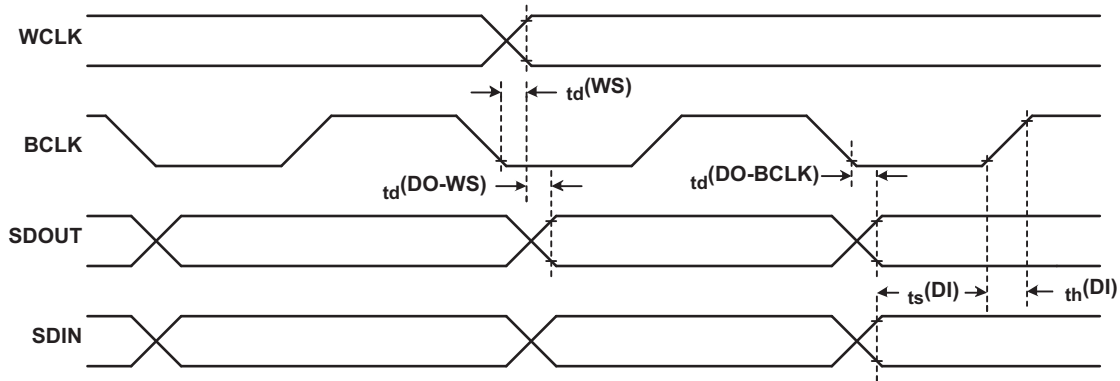 WCLK
td(WS)
BCLK
td(DO-WS)
td(DO-BCLK)
SDOUT
ts(DI)
th(DI)
SDIN